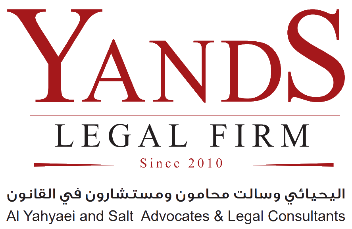 YANDS
LEGAL FIRM
Since 2010
اليحيائي وسالت محامون ومستشارون في القانون
Al Yahyaei and Salt Advocates & Legal Consultants